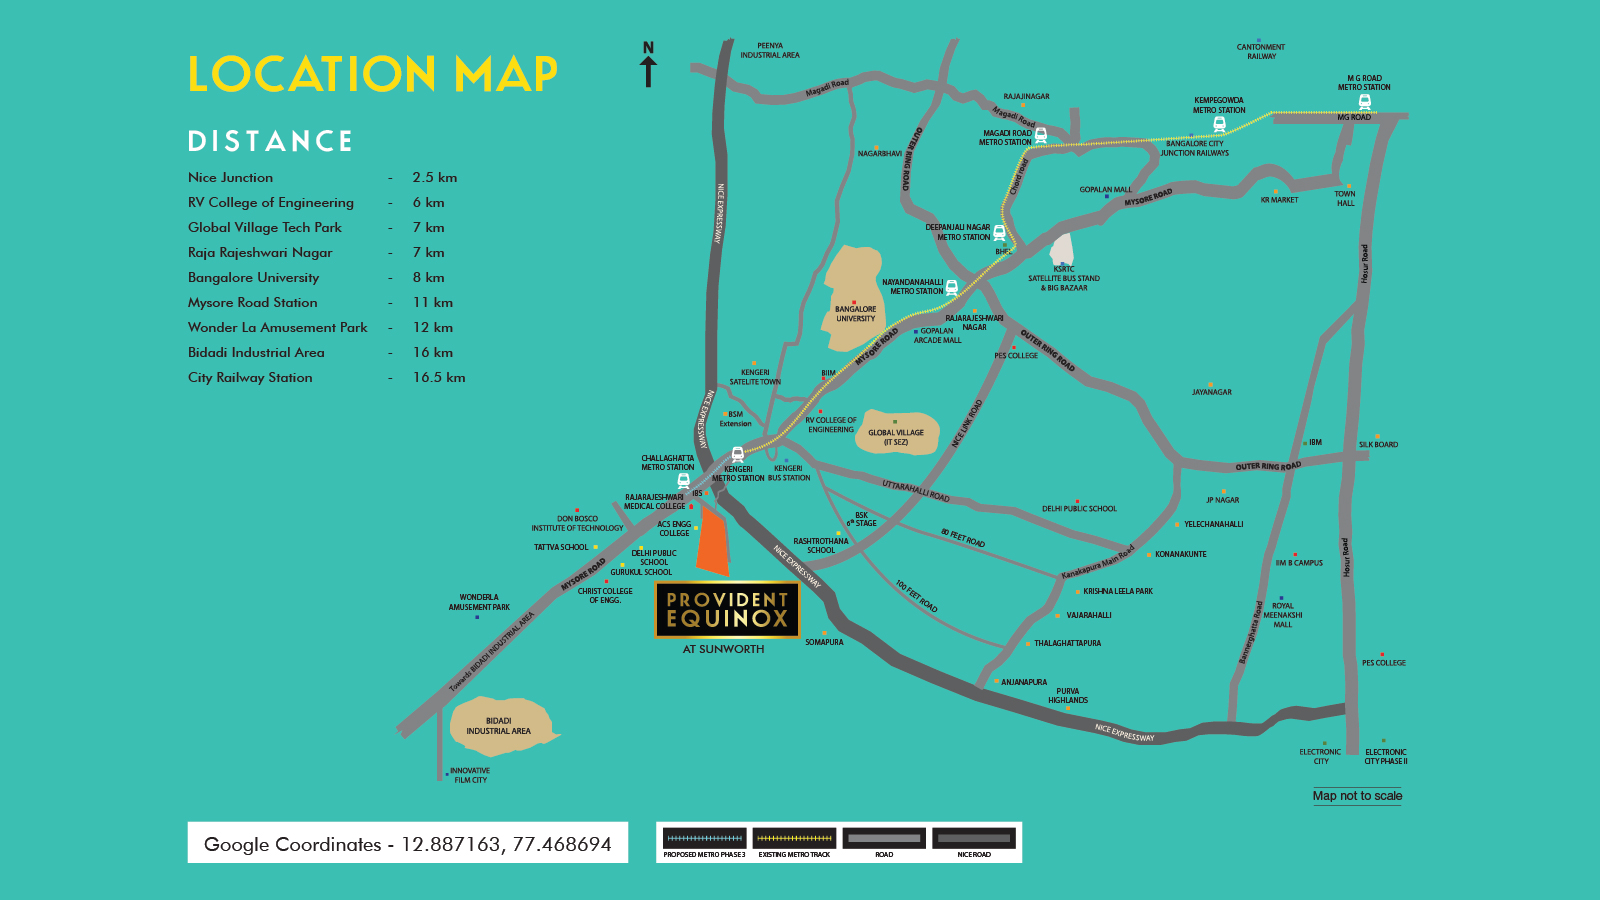 LOCATION MAP
DISTANCE
Nice Junction - 2.5 km
RV College of Engineering - 6 km
Global Village Tech Park - 7 km
Raja Rajeshwari Nagar - 7 km
Bangalore University - 8 km
Mysore Road Station - 11 km
Wonder La Amusement Park - 12 km
Bidadi Industrial Area - 16 km
City Railway Station - 16.5 km
N
PEENYA
INDUSTRIAL AREA
CANTONMENT
RAILWAY
M G ROAD
METRO STATION
MG ROAD
KEMPEGOWDA
METRO STATION
RAJAJINAGAR
Magadi Road
Magadi Road
MAGADI ROAD
METRO STATION
BANGALORE CITY
JUNCTION RAILWAYS
OUTER RING ROAD
NAGARBHAVI
Chord road
GOPALAN MALL
MYSORE ROAD
KR MARKET
TOWN
HALL
NICE EXPRESSWAY
DEEPANJALI NAGAR
METRO STATION
BHEL
KSRTC
SATELLITE BUS STAND
& BIG BAZAAR
Hosur Road
NAYANDANAHALLI
METRO STATION
BANGALORE
UNIVERSITY
RAJARAJESHWARI
NAGAR
GOPALAN
ARCADE MALL
MYSORE ROAD
PES COLLEGE
OUTER RING ROAD
KENGERI
SATELITE TOWN
BIIM
JAYANAGAR
NICE EXPRESSWAY
BSM
Extension
RV COLLEGE OF
ENGINEERING
GLOBAL VILLAGE
(IT SEZ)
NICE LINK ROAD
IBM
SILK BOARD
OUTER RING ROAD
CHALLAGHATTA
METRO STATION
KENGERI
METRO STATION
KENGERI
BUS STATION
UTTARAHALLI ROAD
IBS
RAJARAJESHWARI
MEDICAL COLLEGE
JP NAGAR
DELHI PUBLIC SCHOOL
BSK
6th STAGE
DON BOSCO
INSTITUTE OF TECHNOLOGY
ACS ENGG
COLLEGE
YELECHANAHALLI
80 FEET ROAD
RASHTROTHANA
SCHOOL
TATTVA SCHOOL
DELHI PUBLIC
SCHOOL
GURUKUL SCHOOL
NICE EXPRESSWAY
Kanakapura Main Road
KONANAKUNTE
IIM B CAMPUS
Hosur Road
MYSORE ROAD
CHRIST COLLEGE
OF ENGG.
100 FEET ROAD
KRISHNA LEELA PARK
WONDERLA
AMUSEMENT PARK
PROVIDENT
EQUINOX
AT SUNWORTH
VAJARAHALLI
ROYAL
MEENAKSHI
MALL
Bannerghatta Road
SOMAPURA
THALAGHATTAPURA
Towards BIDADI INDUSTRIAL AREA
PES COLLEGE
ANJANAPURA
PURVA
HIGHLANDS
BIDADI
INDUSTRIAL AREA
NICE EXPRESSWAY
ELECTRONIC
CITY
ELECTRONIC
CITY PHASE II
INNOVATIVE
FILM CITY
Map not to scale
Google Coordinates - 12.887163, 77.468694
PROPOSED METRO PHASE 3
EXISTING METRO TRACK
ROAD
NICE ROAD